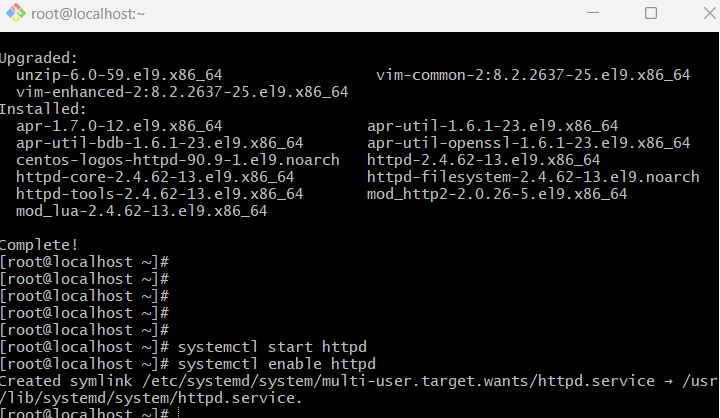 root@localhost:~
Upgraded:
unzip-6.0-59.el9.x86_64 vim-common-2:8.2.2637-25.el9.x86_64
vim-enhanced-2:8.2.2637-25.el9.x86_64
Installed:
apr-1.7.0-12.el9.x86_64 apr-util-1.6.1-23.el9.x86_64
apr-util-bdb-1.6.1-23.el9.x86_64 apr-util-openssl-1.6.1-23.el9.x86_64
centos-logos-httpd-90.9-1.el9.noarch httpd-2.4.62-13.el9.x86_64
httpd-core-2.4.62-13.el9.x86_64 httpd-filesystem-2.4.62-13.el9.noarch
httpd-tools-2.4.62-13.el9.x86_64 mod_http2-2.0.26-5.el9.x86_64
mod_lua-2.4.62-13.el9.x86_64
Complete!
[root@localhost ~]#
[root@localhost ~]#
[root@localhost ~]#
[root@localhost ~]#
[root@localhost ~]#
[root@localhost ~]# systemctl start httpd
[root@localhost ~]# systemctl enable httpd
Created symlink /etc/systemd/system/multi-user.target.wants/httpd.service → /usr
/lib/systemd/system/httpd.service.
[root@localhost ~]#